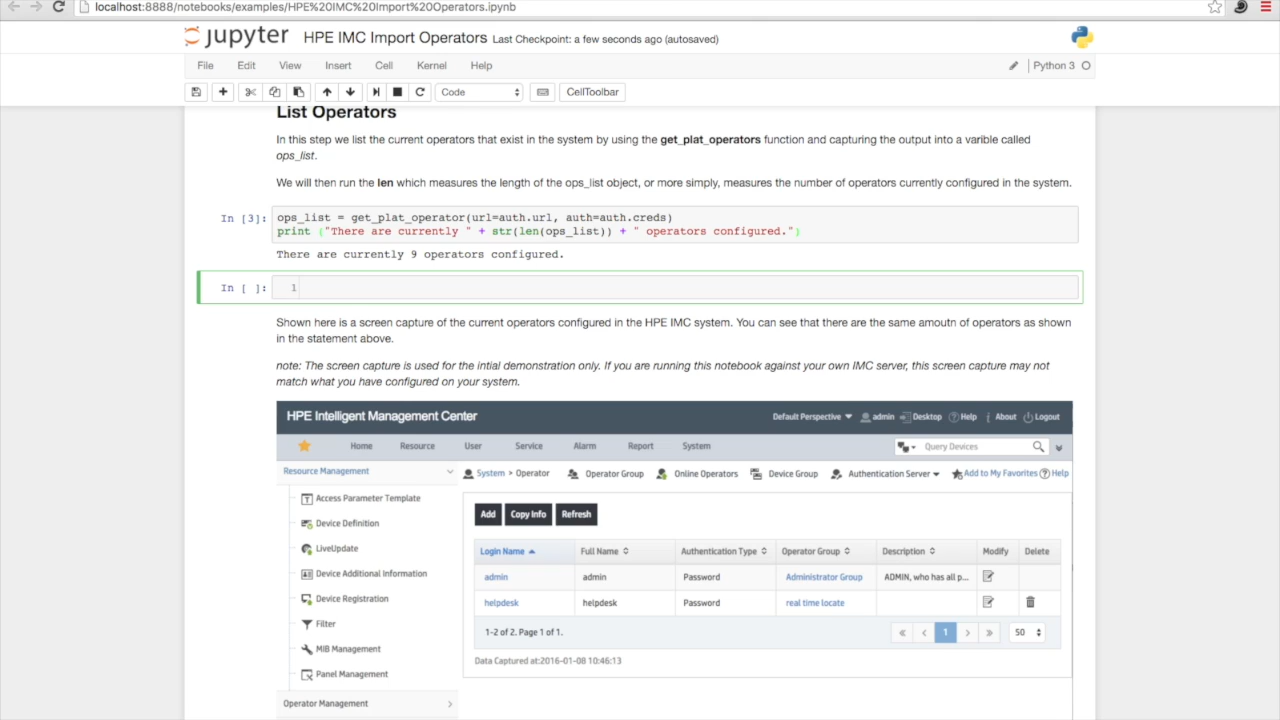 localhost:8888/notebooks/examples/HPE%20IMC%20Import%20Operators.ipynb
jupyter HPE IMC Import Operators Last Checkpoint: a few seconds ago (autosaved)
File Edit View Insert Cell Kernel Help Python 3
Code CellToolbar
List Operators
In this step we list the current operators that exist in the system by using the get_plat_operators function and capturing the output into a varible called
ops_list.
We will then run the len which measures the length of the ops_list object, or more simply, measures the number of operators currently configured in the system.
In [3]: ops_list = get_plat_operator(url=auth.url, auth=auth.creds)
print ("There are currently " + str(len(ops_list)) + " operators configured.")
There are currently 9 operators configured.
In [ ]: 1
Shown here is a screen capture of the current operators configured in the HPE IMC system. You can see that there are the same amoutn of operators as shown
in the statement above.
note: The screen capture is used for the intial demonstration only. If you are running this notebook against your own IMC server, this screen capture may not
match what you have configured on your system.
HPE Intelligent Management Center Default Perspective admin Desktop Help About Logout
Home Resource User Service Alarm Report System Query Devices
Resource Management System > Operator Operator Group Online Operators Device Group Authentication Server Add to My Favorites Help
Access Parameter Template
Add Copy Info Refresh
Device Definition
LiveUpdate
Login Name Full Name Authentication Type Operator Group Description Modify Delete
Device Additional Information
admin admin Password Administrator Group ADMIN, who has all p...
Device Registration
helpdesk helpdesk Password real time locate
Filter
1-2 of 2. Page 1 of 1. « ‹ 1 › » 50
MIB Management
Data Captured at:2016-01-08 10:46:13
Panel Management
Operator Management